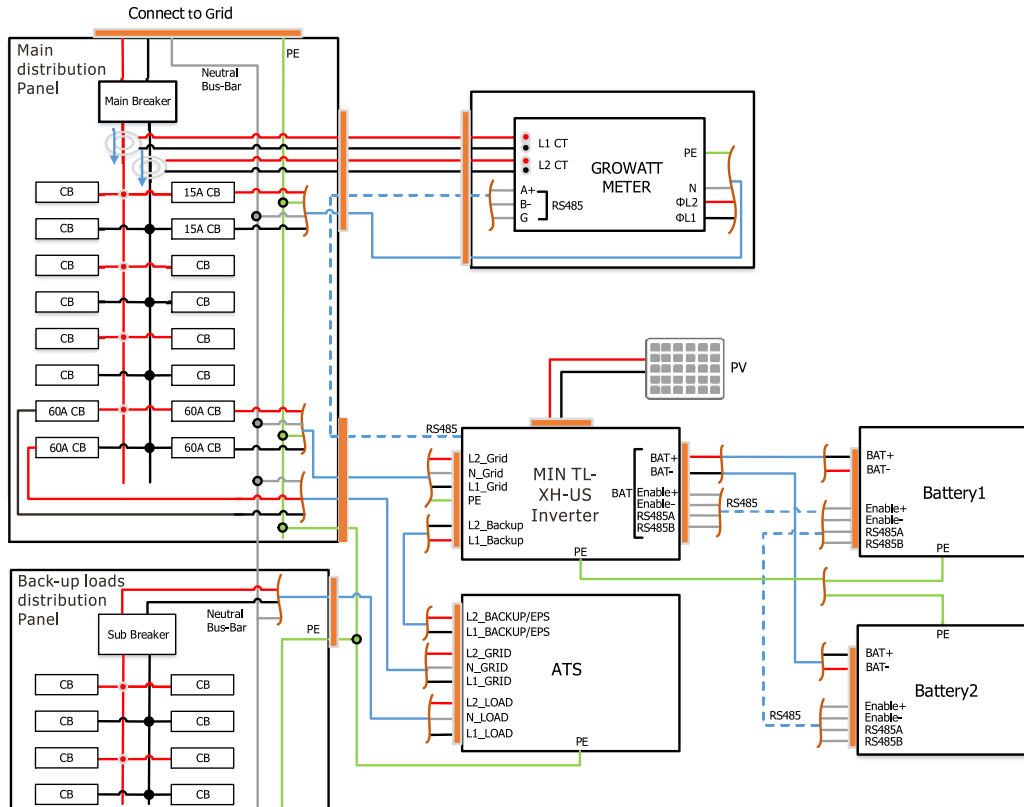 Connect to Grid
Main
distribution
Panel
PE
Neutral
Bus-Bar
Main Breaker
CB
15A CB
CB
15A CB
CB
CB
CB
CB
CB
CB
CB
CB
60A CB
60A CB
60A CB
60A CB
L1 CT
L2 CT
GROWATT
METER
PE
N
ΦL2
ΦL1
A+
B-
G
RS485
PV
RS485
L2_Grid
N_Grid
L1_Grid
PE
L2_Backup
L1_Backup
MIN TL-
XH-US
Inverter
BAT+
BAT-
BAT
Enable+
Enable-
RS485A
RS485B
PE
RS485
BAT+
BAT-
Battery1
Enable+
Enable-
RS485A
RS485B
PE
Back-up loads
distribution
Panel
Neutral
Bus-Bar
PE
Sub Breaker
CB
CB
CB
CB
CB
CB
CB
CB
L2_BACKUP/EPS
L1_BACKUP/EPS
L2_GRID
N_GRID
L1_GRID
L2_LOAD
N_LOAD
L1_LOAD
ATS
PE
PE
BAT+
BAT-
Battery2
RS485
Enable+
Enable-
RS485A
RS485B